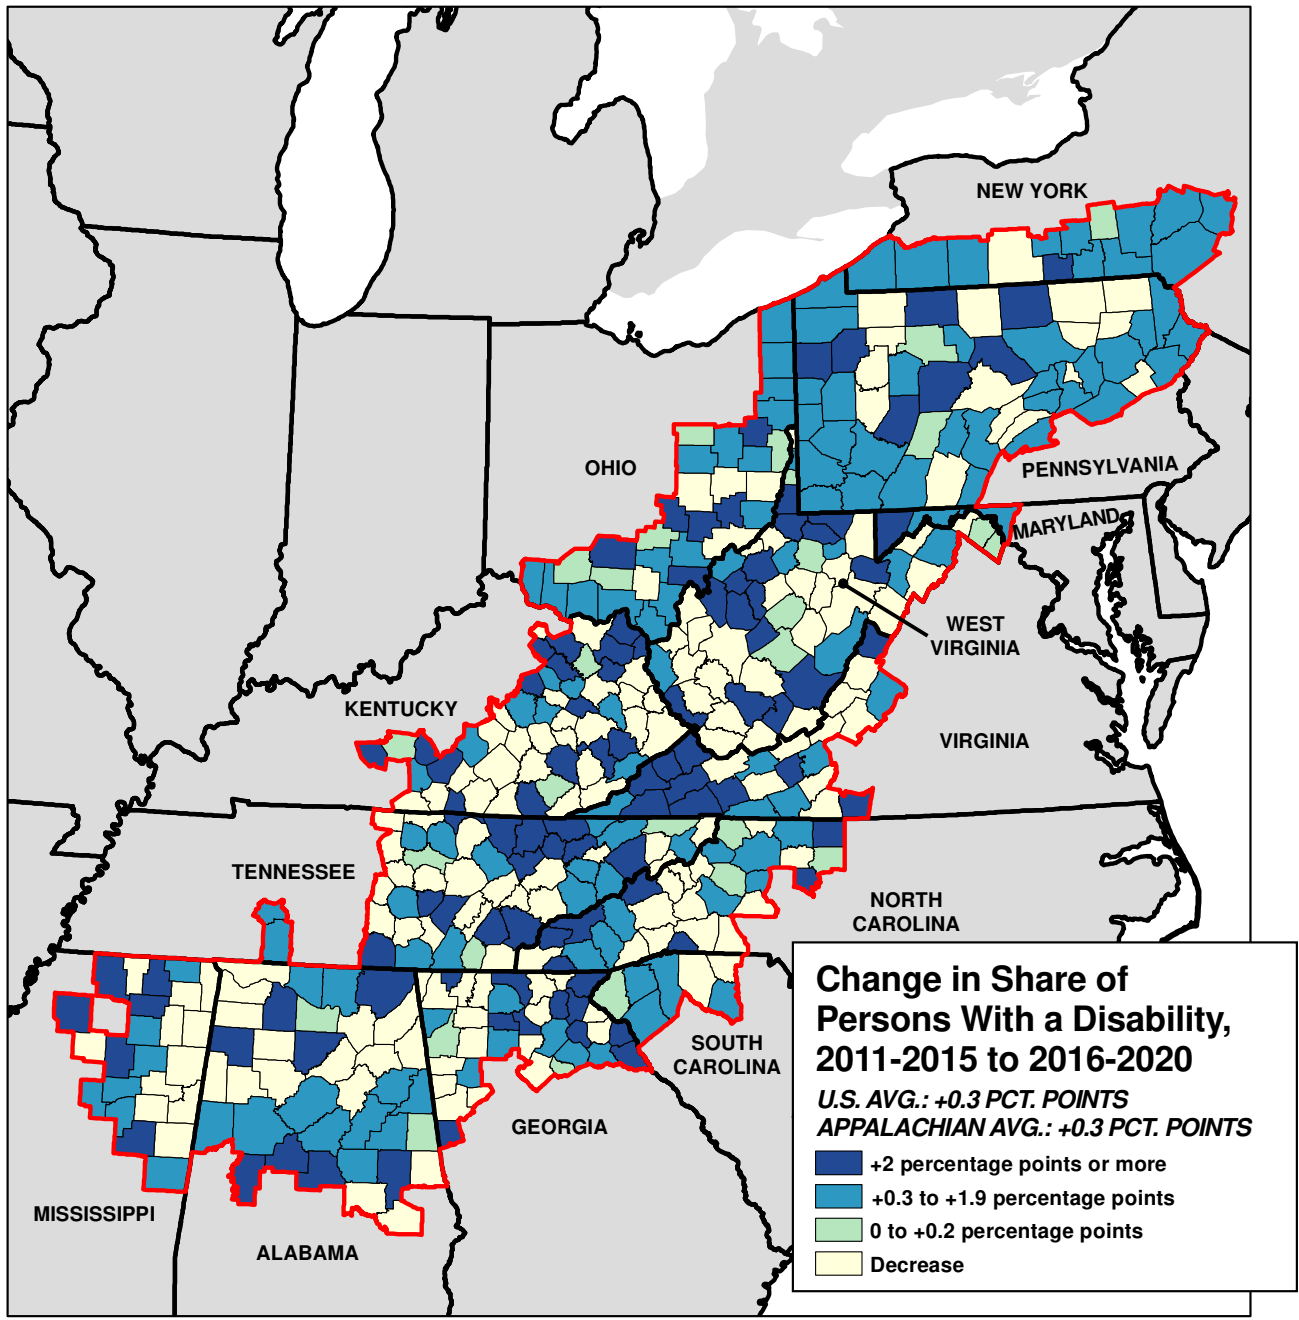 NEW YORK
OHIO
PENNSYLVANIA
MARYLAND
WEST
VIRGINIA
KENTUCKY
VIRGINIA
TENNESSEE
NORTH
CAROLINA
SOUTH
CAROLINA
GEORGIA
MISSISSIPPI
ALABAMA
Change in Share of
Persons With a Disability,
2011-2015 to 2016-2020
U.S. AVG.: +0.3 PCT. POINTS
APPALACHIAN AVG.: +0.3 PCT. POINTS
+2 percentage points or more
+0.3 to +1.9 percentage points
0 to +0.2 percentage points
Decrease